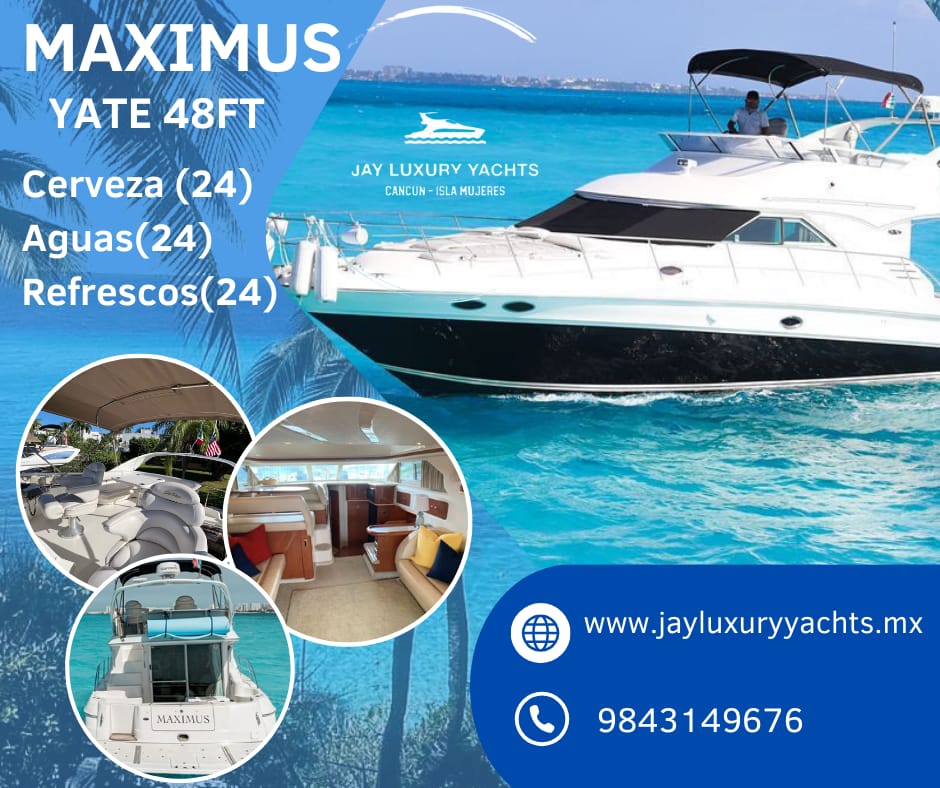 MAXIMUS
YATE 48FT
Cerveza (24)
Aguas(24)
Refrescos(24)
JAY LUXURY YACHTS
CANCUN - ISLA MUJERES
MAXIMUS
www.jayluxuryyachts.mx
9843149676